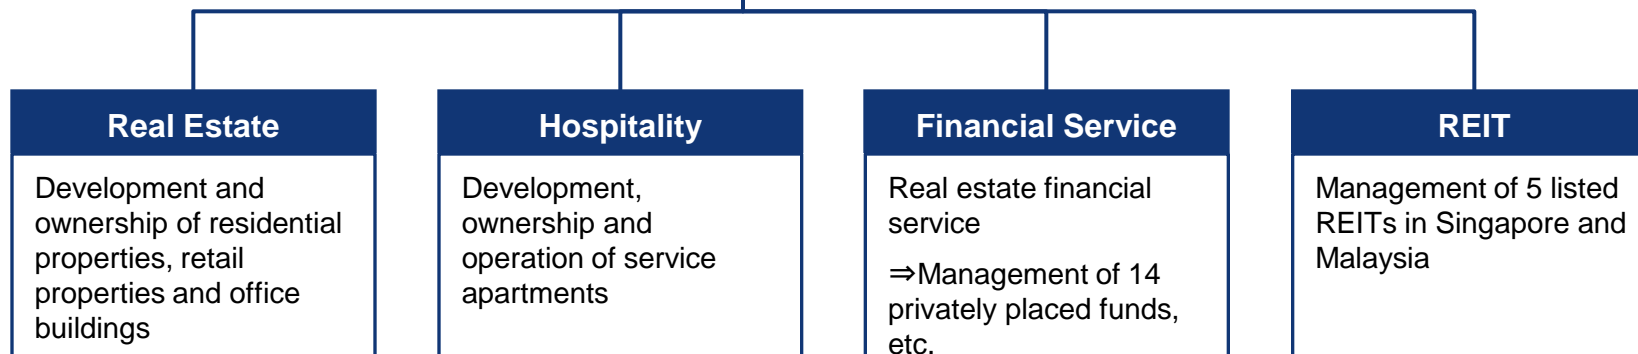 Real Estate
Development and
ownership of residential
properties, retail
properties and office
buildings
Hospitality
Development,
ownership and
operation of service
apartments
Financial Service
Real estate financial
service
⇒Management of 14
privately placed funds,
etc.
REIT
Management of 5 listed
REITs in Singapore and
Malaysia